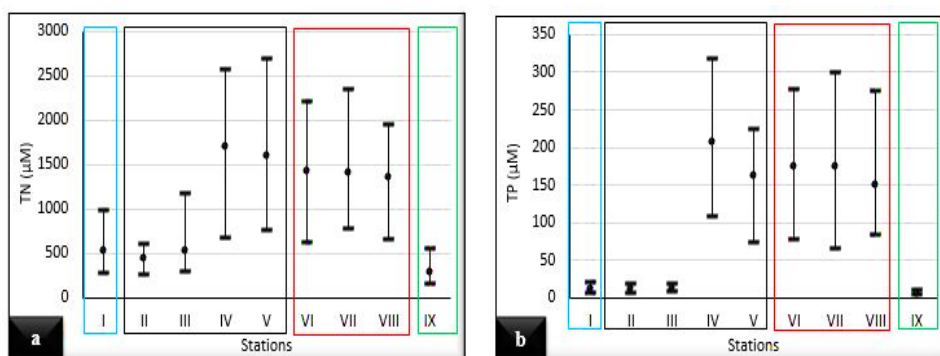 TN (µM)
3000
2500
2000
1500
1000
500
0
I II III IV V VI VII VIII IX
Stations
a
TP (µM)
350
300
250
200
150
100
50
0
I II III IV V VI VII VIII IX
Stations
b